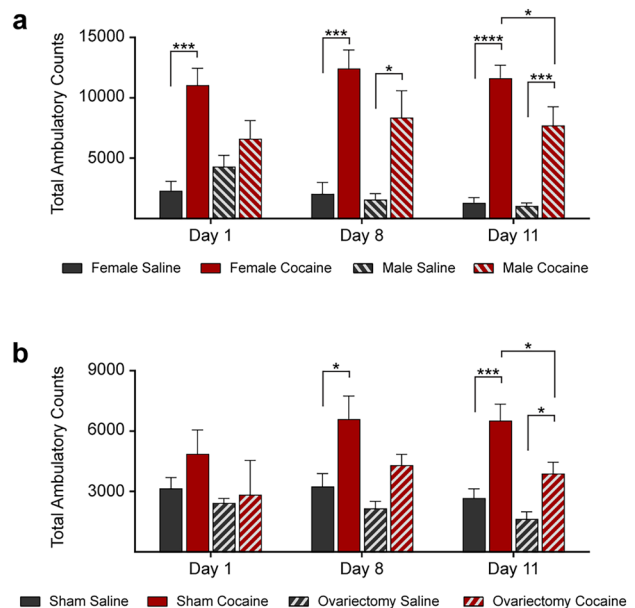 a
Total Ambulatory Counts
15000
10000
5000
***
***
*
****
***
*
Day 1 Day 8 Day 11
Female Saline Female Cocaine Male Saline Male Cocaine
b
Total Ambulatory Counts
9000
6000
3000
0
*
***
*
*
Day 1 Day 8 Day 11
Sham Saline Sham Cocaine Ovariectomy Saline Ovariectomy Cocaine